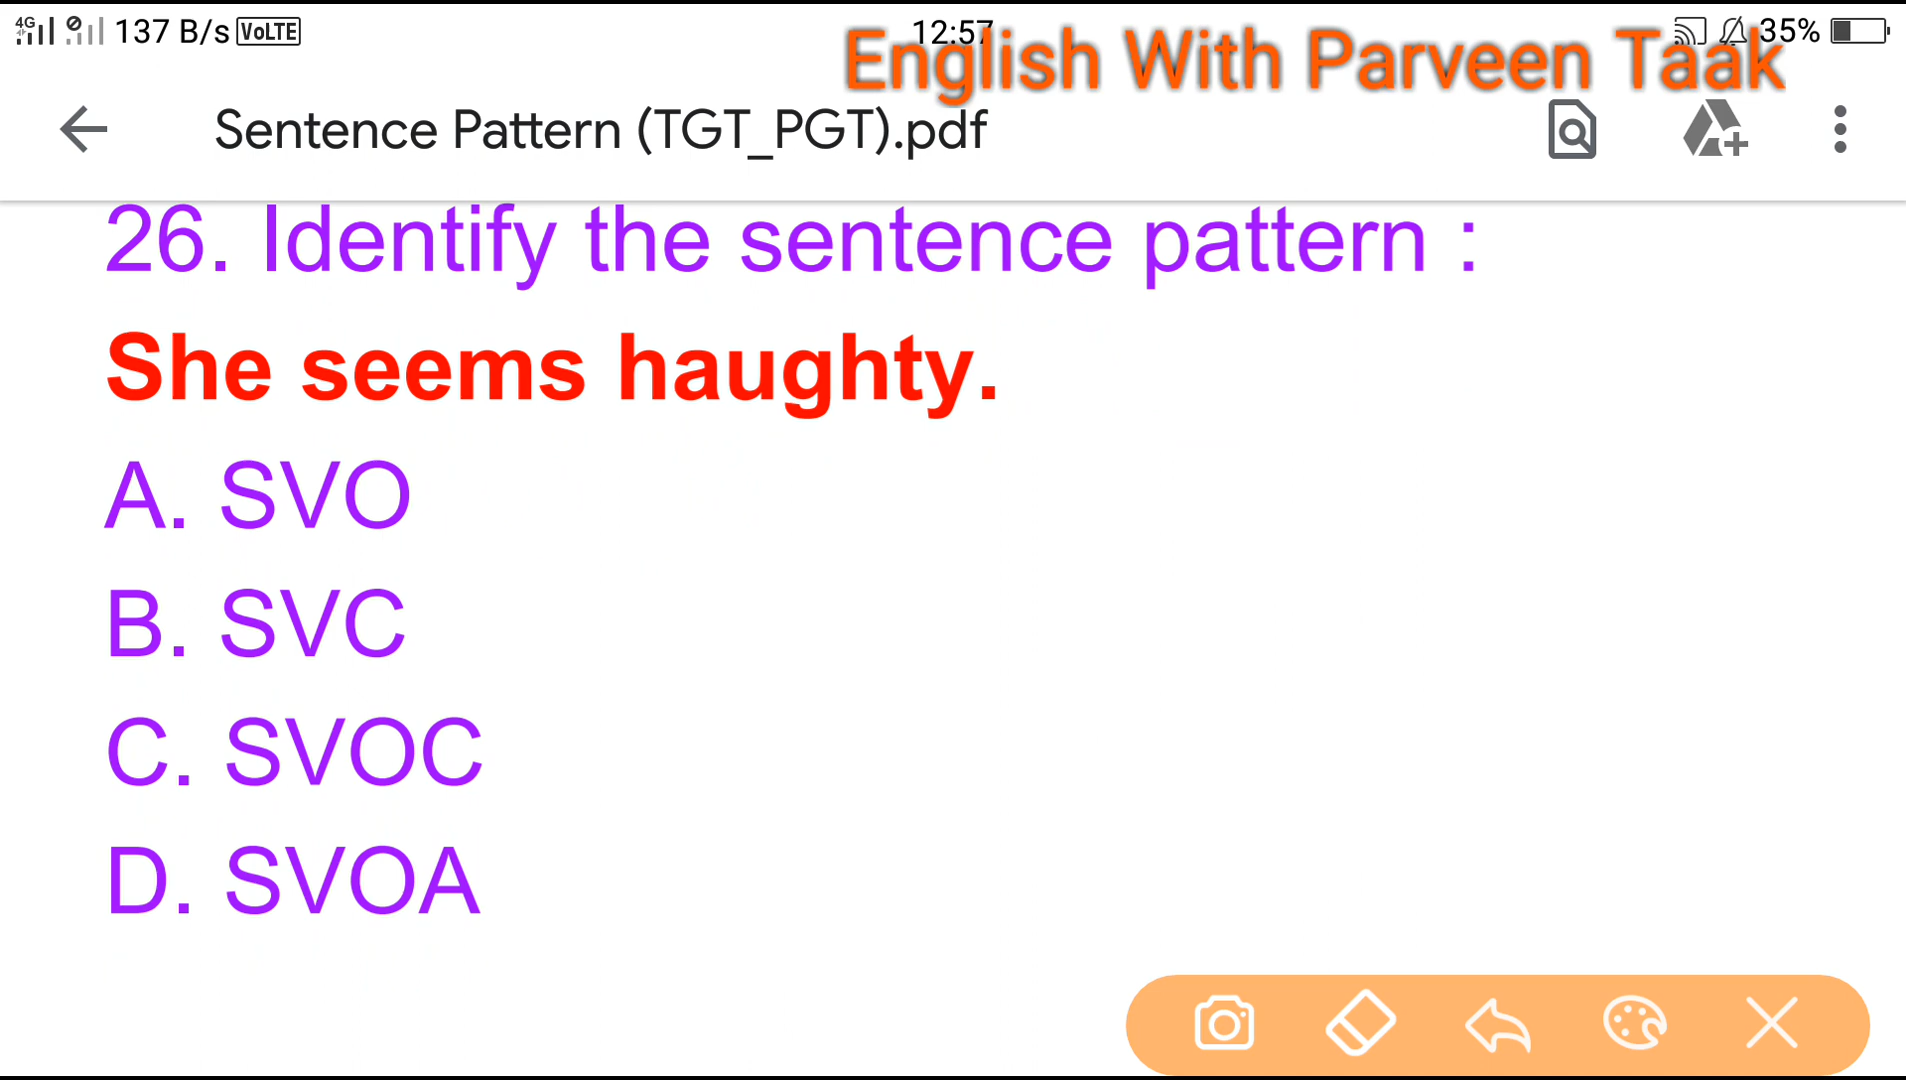 4G 137 B/s VoLTE 12:57 35%
English With Parveen Taak
Sentence Pattern (TGT_PGT).pdf
26. Identify the sentence pattern :
She seems haughty.
A. SVO
B. SVC
C. SVOC
D. SVOA